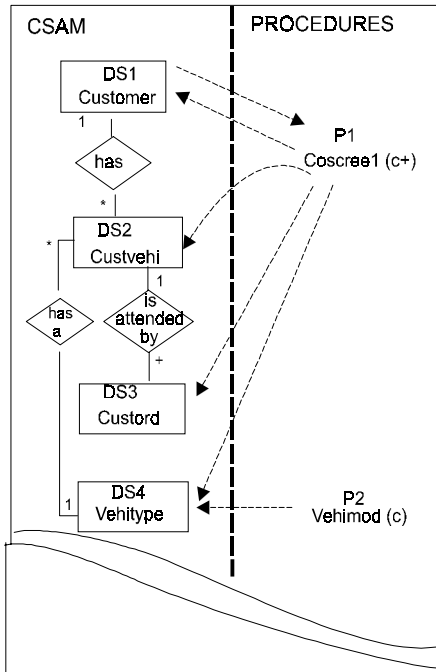 CSAM
PROCEDURES
DS1
Customer
1
has
P1
Coscree1 (c+)
*
DS2
*
Custvehi
1
has
a
is
attended
by
+
DS3
Custord
DS4
1
Vehitype
P2
Vehimod (c)